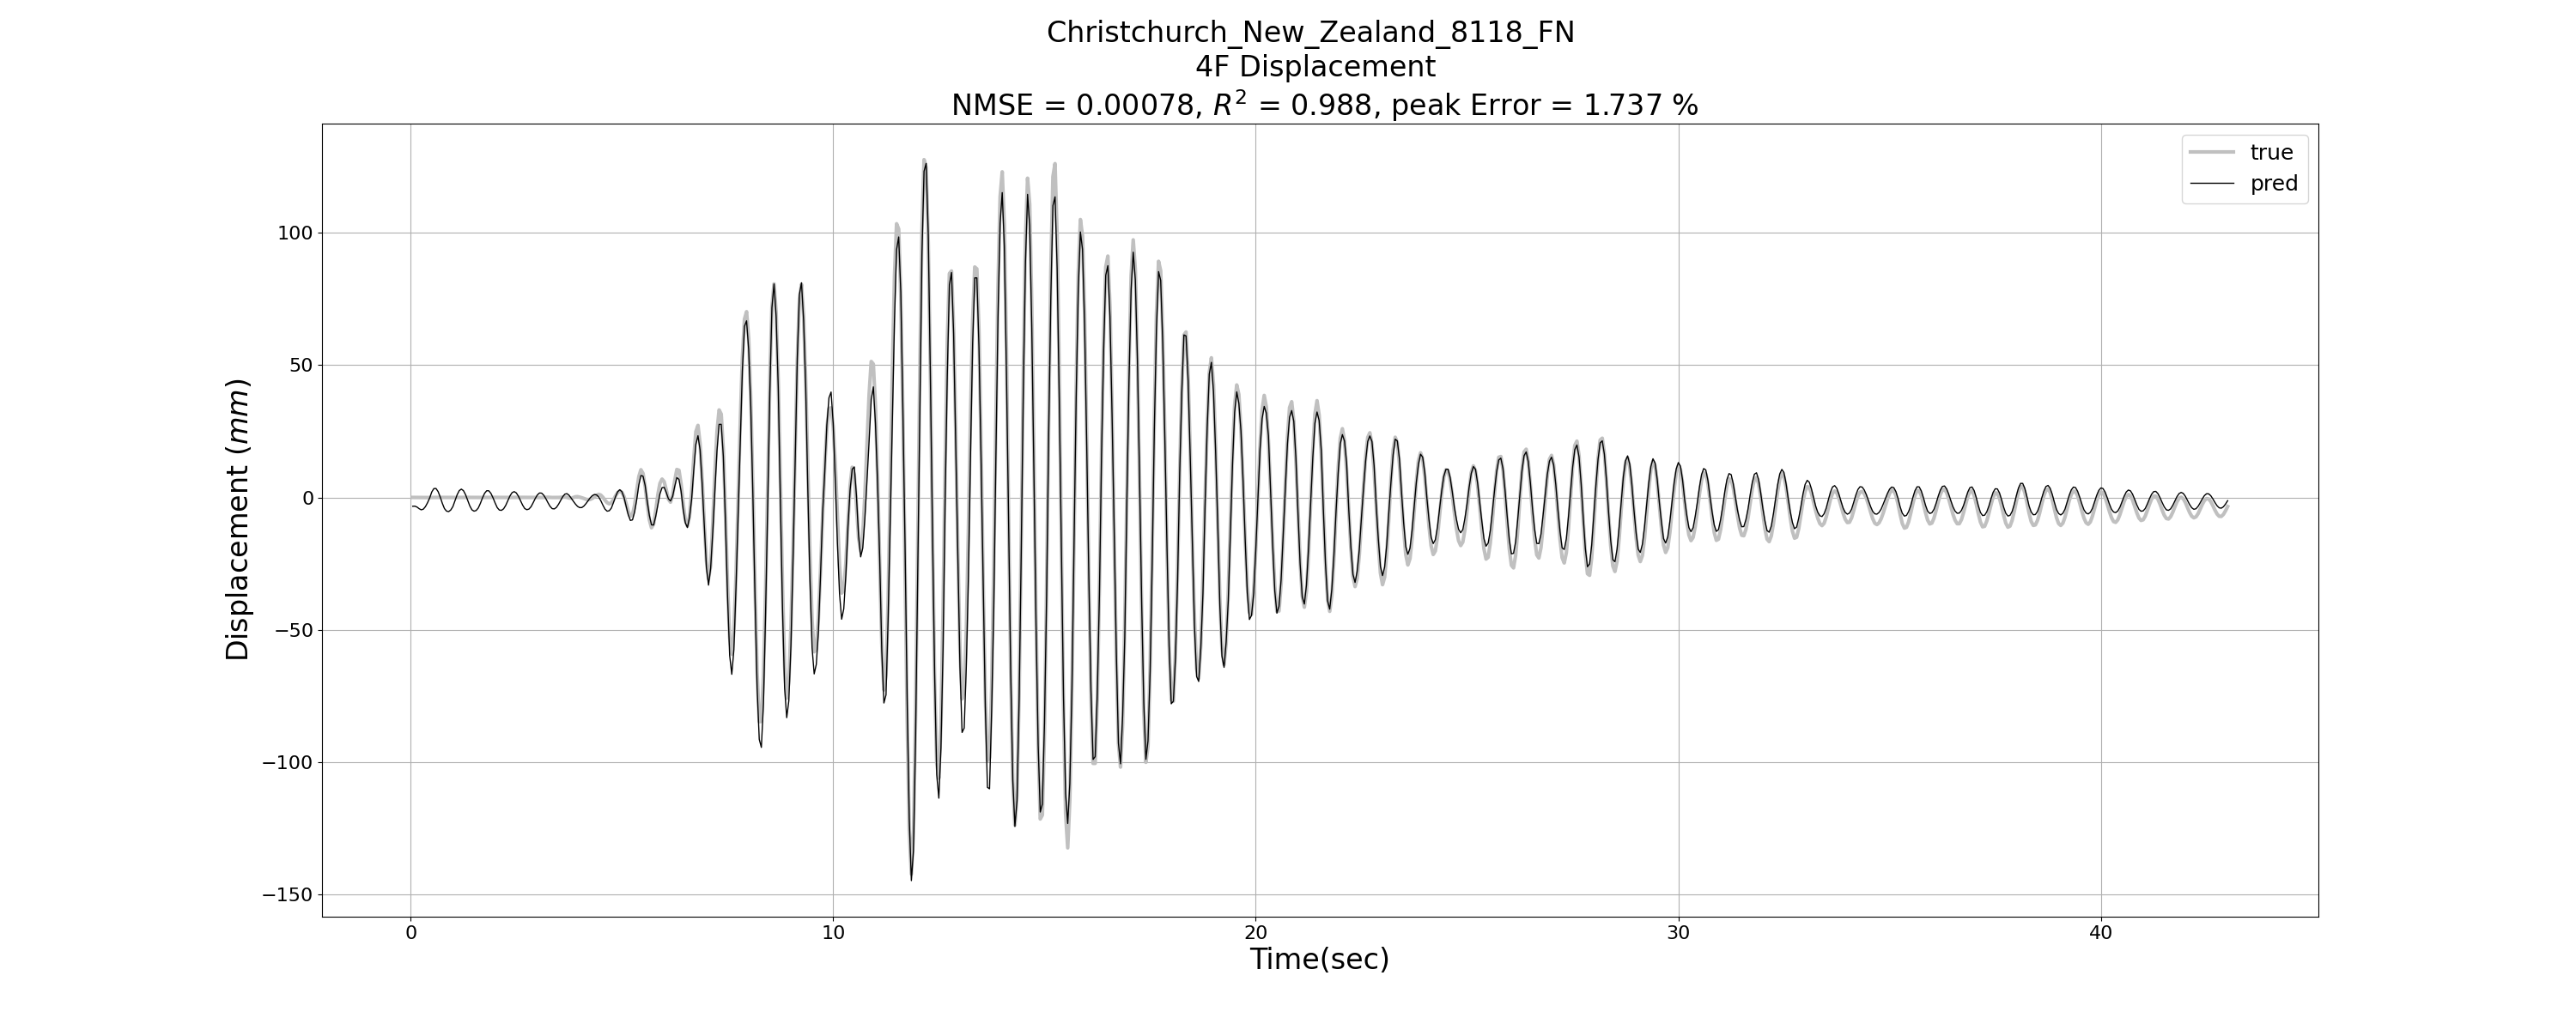 Christchurch_New_Zealand_8118_FN
4F Displacement
NMSE = 0.00078, R² = 0.988, peak Error = 1.737 %
true
pred
Displacement (mm)
100
50
0
−50
−100
−150
0 10 20 30 40
Time(sec)